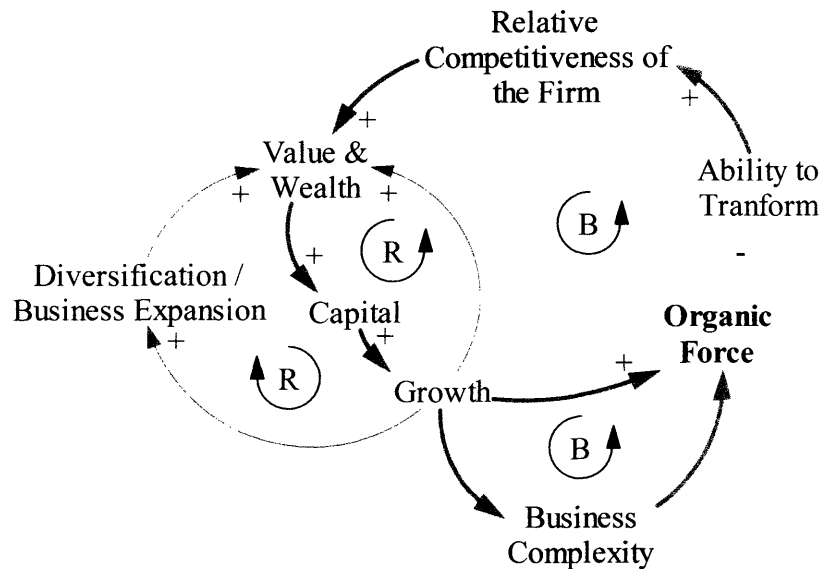 Relative
Competitiveness of
the Firm
+
+
Value &
Wealth
+
+
Ability to
Tranform
B
R
+
-
Diversification /
Business Expansion
+
Capital
+
Organic
Force
R
+
Growth
B
Business
Complexity